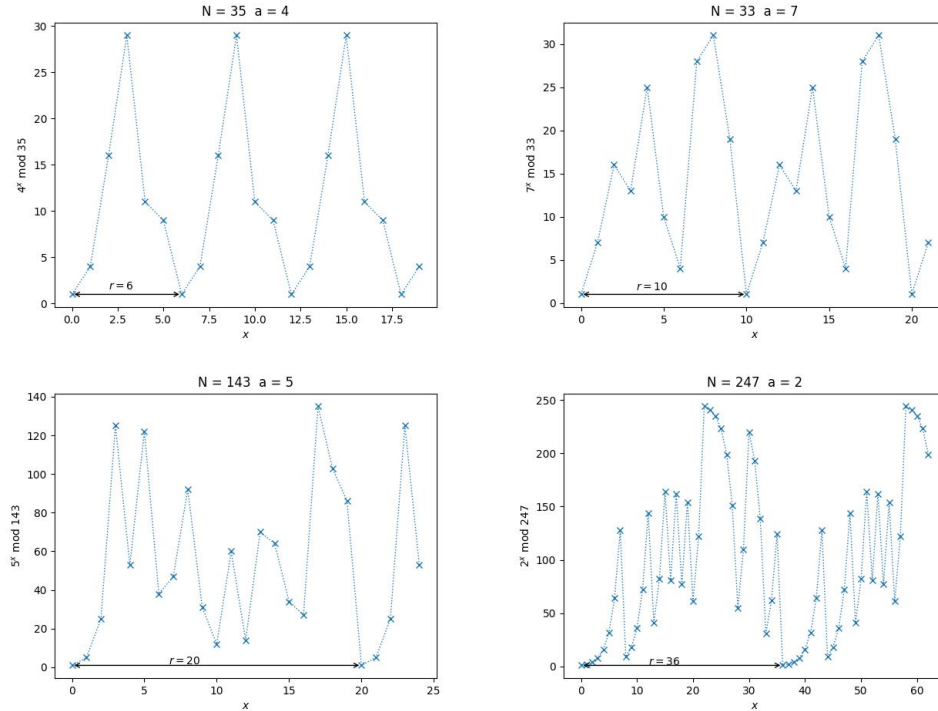 N = 35 a = 4
30
25
20
15
10
5
0
4^x mod 35
r = 6
0.0 2.5 5.0 7.5 10.0 12.5 15.0 17.5
x
N = 33 a = 7
30
25
20
15
10
5
0
7^x mod 33
r = 10
0 5 10 15 20
x
N = 143 a = 5
140
120
100
80
60
40
20
0
5^x mod 143
r = 20
0 5 10 15 20 25
x
N = 247 a = 2
250
200
150
100
50
0
2^x mod 247
r = 36
0 10 20 30 40 50 60
x